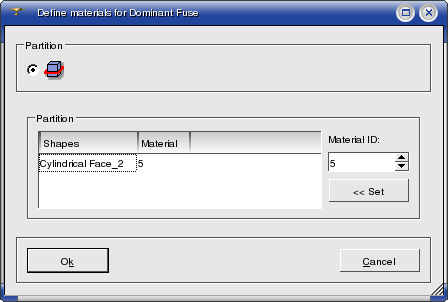 Define materials for Dominant Fuse
Partition
Partition
Shapes Material
Cylindrical Face_2 5
Material ID:
5
<< Set
Ok
Cancel